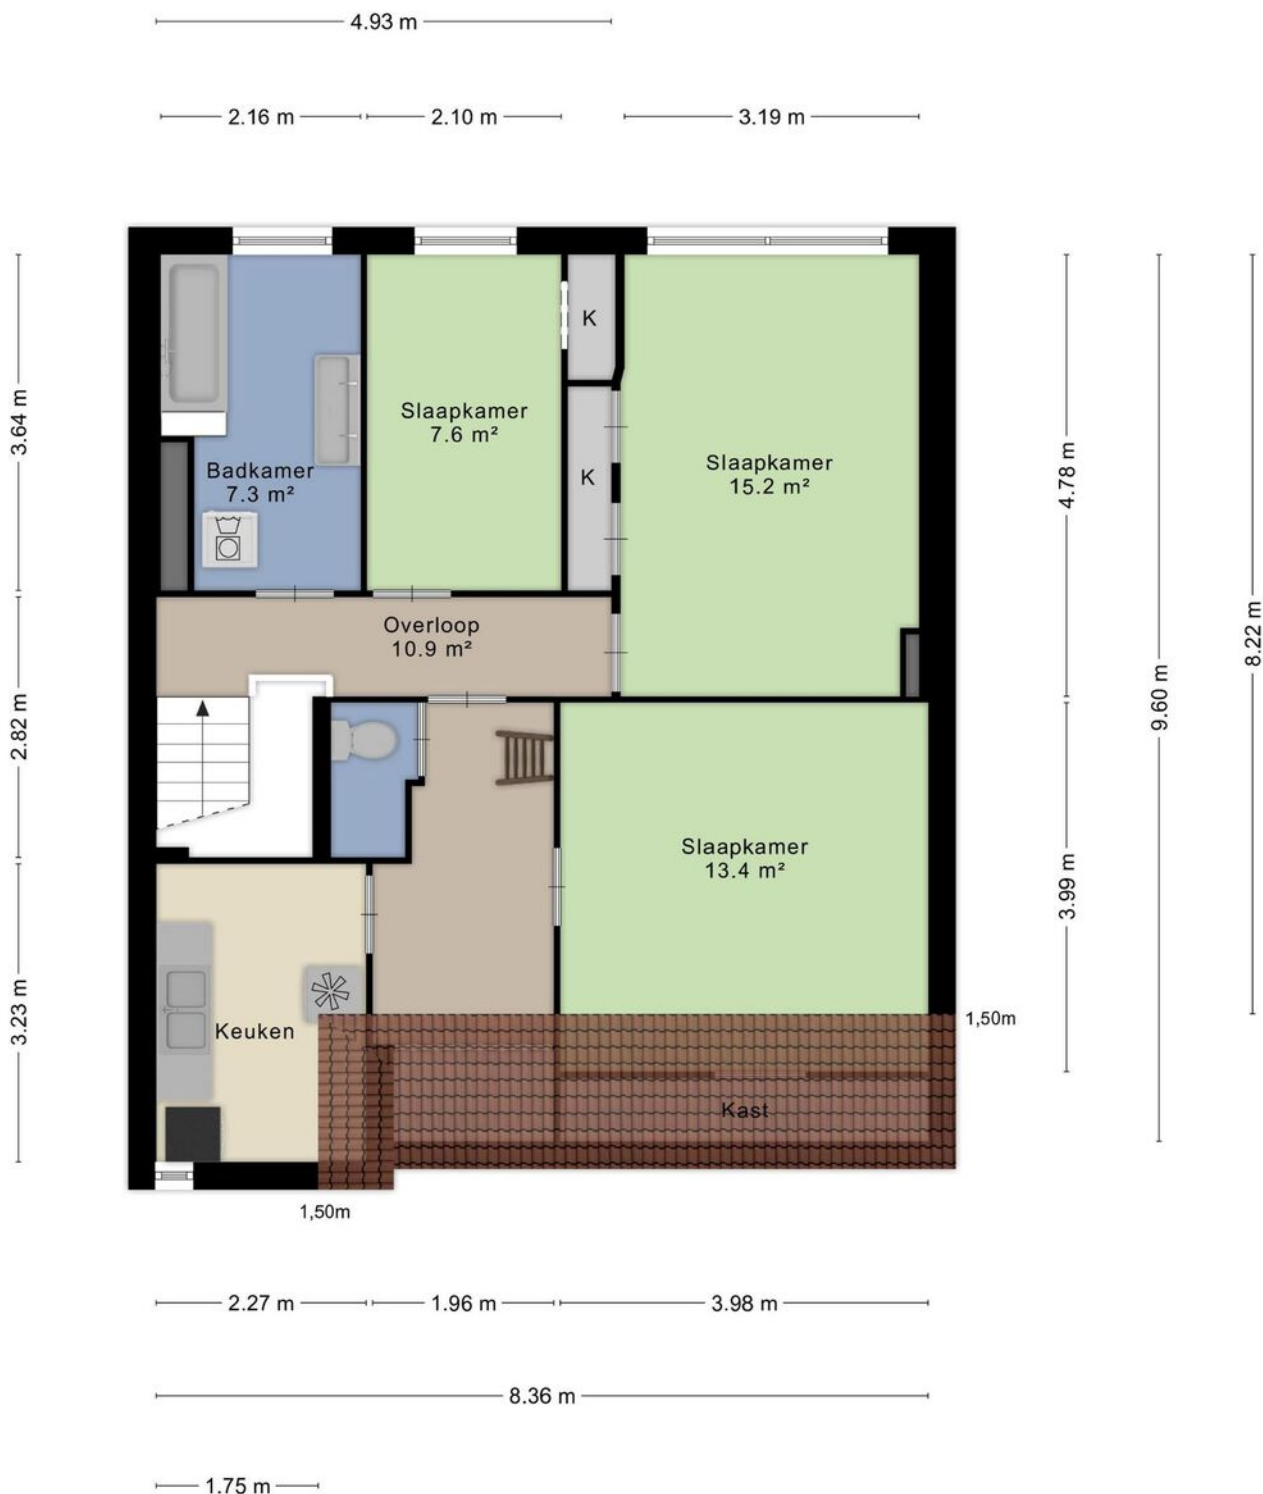 4.93 m
2.16 m
2.10 m
3.19 m
K
3.64 m
Slaapkamer
7.6 m²
4.78 m
Slaapkamer
15.2 m²
Badkamer
7.3 m²
K
Overloop
10.9 m²
8.22 m
9.60 m
2.82 m
Slaapkamer
13.4 m²
3.99 m
3.23 m
Keuken
1,50m
Kast
1,50m
2.27 m
1.96 m
3.98 m
8.36 m
1.75 m